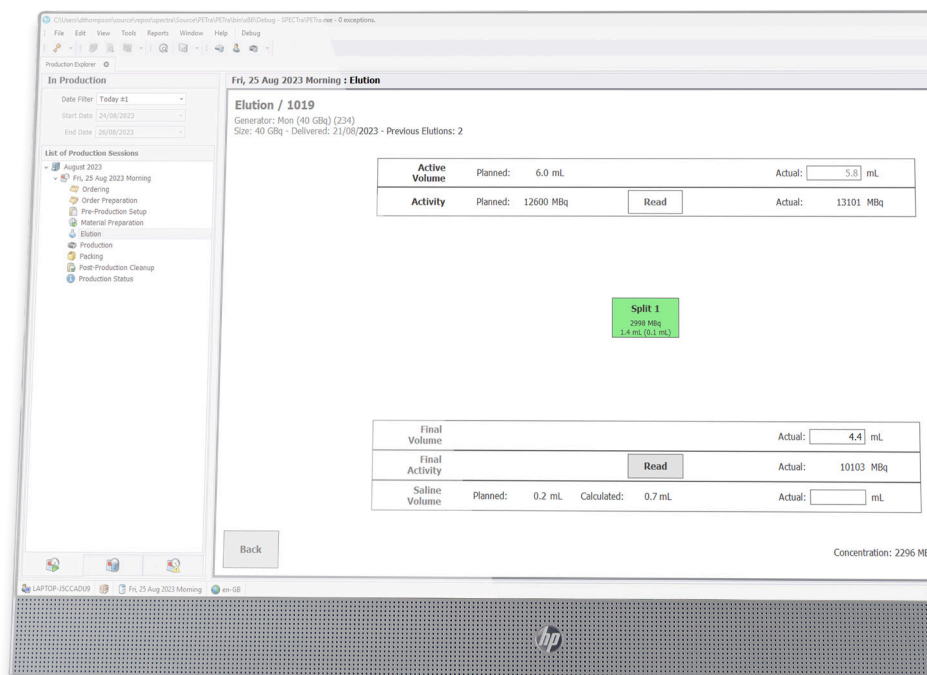 C:\Users\dthompson\source\repos\spectra\Source\PETra\PETra\bin\x86\Debug - SPECTra/PETra.exe - 0 exceptions.
File Edit View Tools Reports Window Help Debug
Production Explorer
In Production
Date Filter Today #1
Start Date 24/08/2023
End Date 26/08/2023
List of Production Sessions
August 2023
Fri, 25 Aug 2023 Morning
Ordering
Order Preparation
Pre-Production Setup
Material Preparation
Elution
Production
Packing
Post-Production Cleanup
Production Status
Fri, 25 Aug 2023 Morning : Elution
Elution / 1019
Generator: Mon (40 GBq) (234)
Size: 40 GBq - Delivered: 21/08/2023 - Previous Elutions: 2
Active Volume Planned: 6.0 mL Actual: 5.8 mL
Activity Planned: 12600 MBq Read Actual: 13101 MBq
Split 1
2998 MBq
1.4 mL (0.1 mL)
Final Volume Actual: 4.4 mL
Final Activity Read Actual: 10103 MBq
Saline Volume Planned: 0.2 mL Calculated: 0.7 mL Actual: mL
Back
Concentration: 2296 MB
LAPTOP-J5CCADU9 Fri, 25 Aug 2023 Morning en-GB
hp